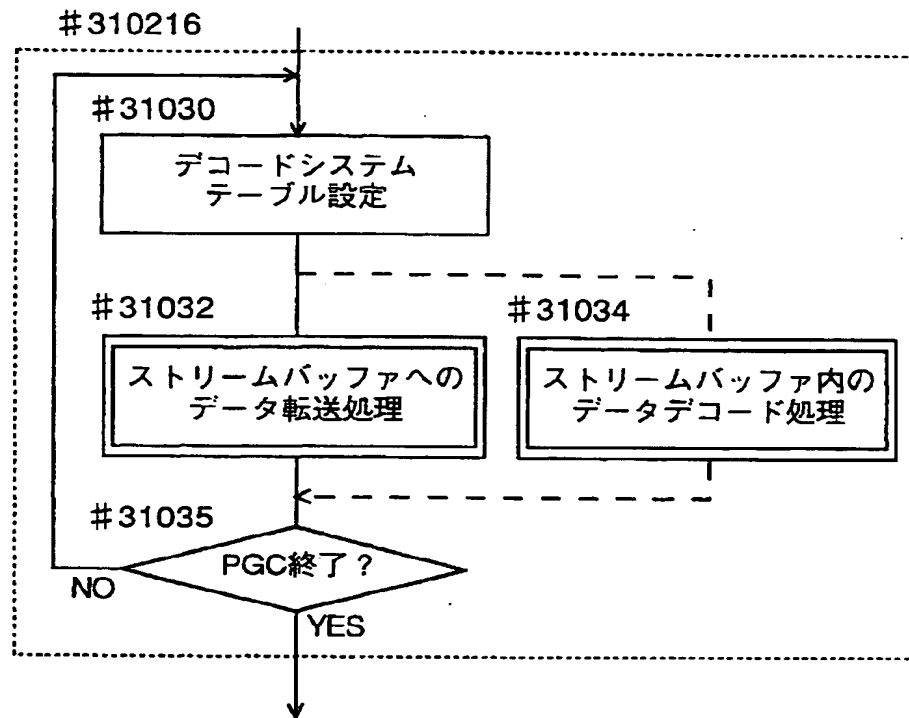 #310216
#31030
デコードシステム
テーブル設定
#31032
#31034
ストリームバッファへの
データ転送処理
ストリームバッファ内の
データデコード処理
#31035
PGC終了？
NO
YES